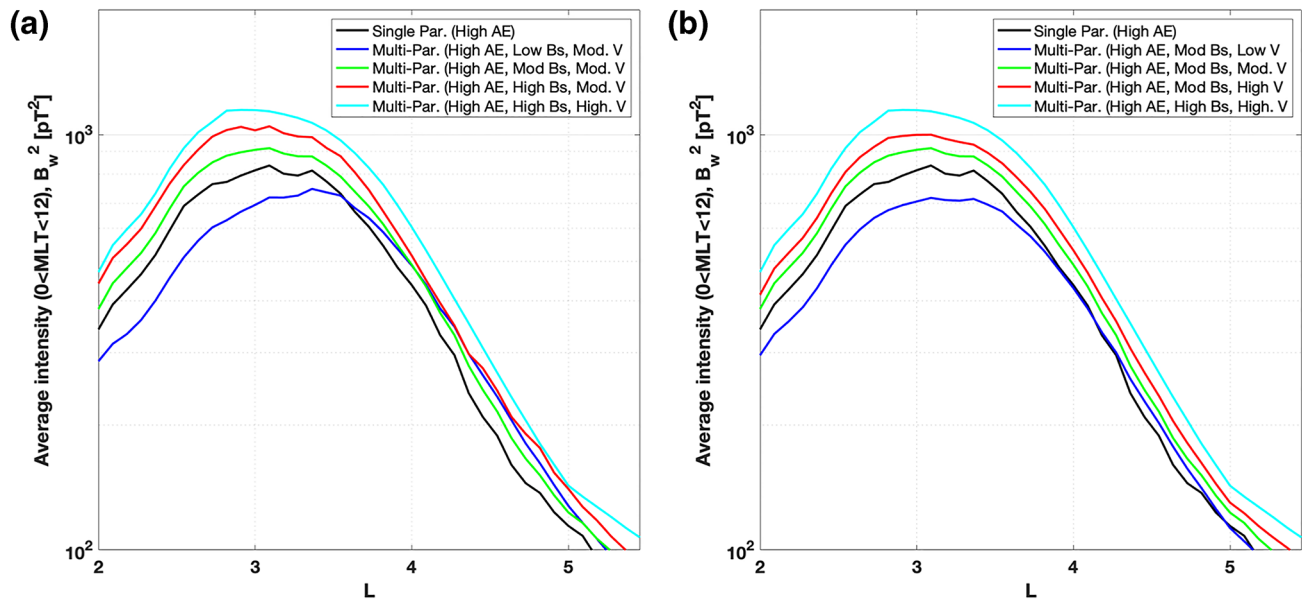 (a)
Single Par. (High AE)
Multi-Par. (High AE, Low Bs, Mod. V
Multi-Par. (High AE, Mod Bs, Mod. V
Multi-Par. (High AE, High Bs, Mod. V
Multi-Par. (High AE, High Bs, High. V
Average intensity (0<MLT<12), B_w^2 [pT^2]
10^3
10^2
2 3 4 5
L
(b)
Single Par. (High AE)
Multi-Par. (High AE, Mod Bs, Low V
Multi-Par. (High AE, Mod Bs, Mod. V
Multi-Par. (High AE, Mod Bs, High V
Multi-Par. (High AE, High Bs, High. V
Average intensity (0<MLT<12), B_w^2 [pT^2]
10^3
10^2
2 3 4 5
L